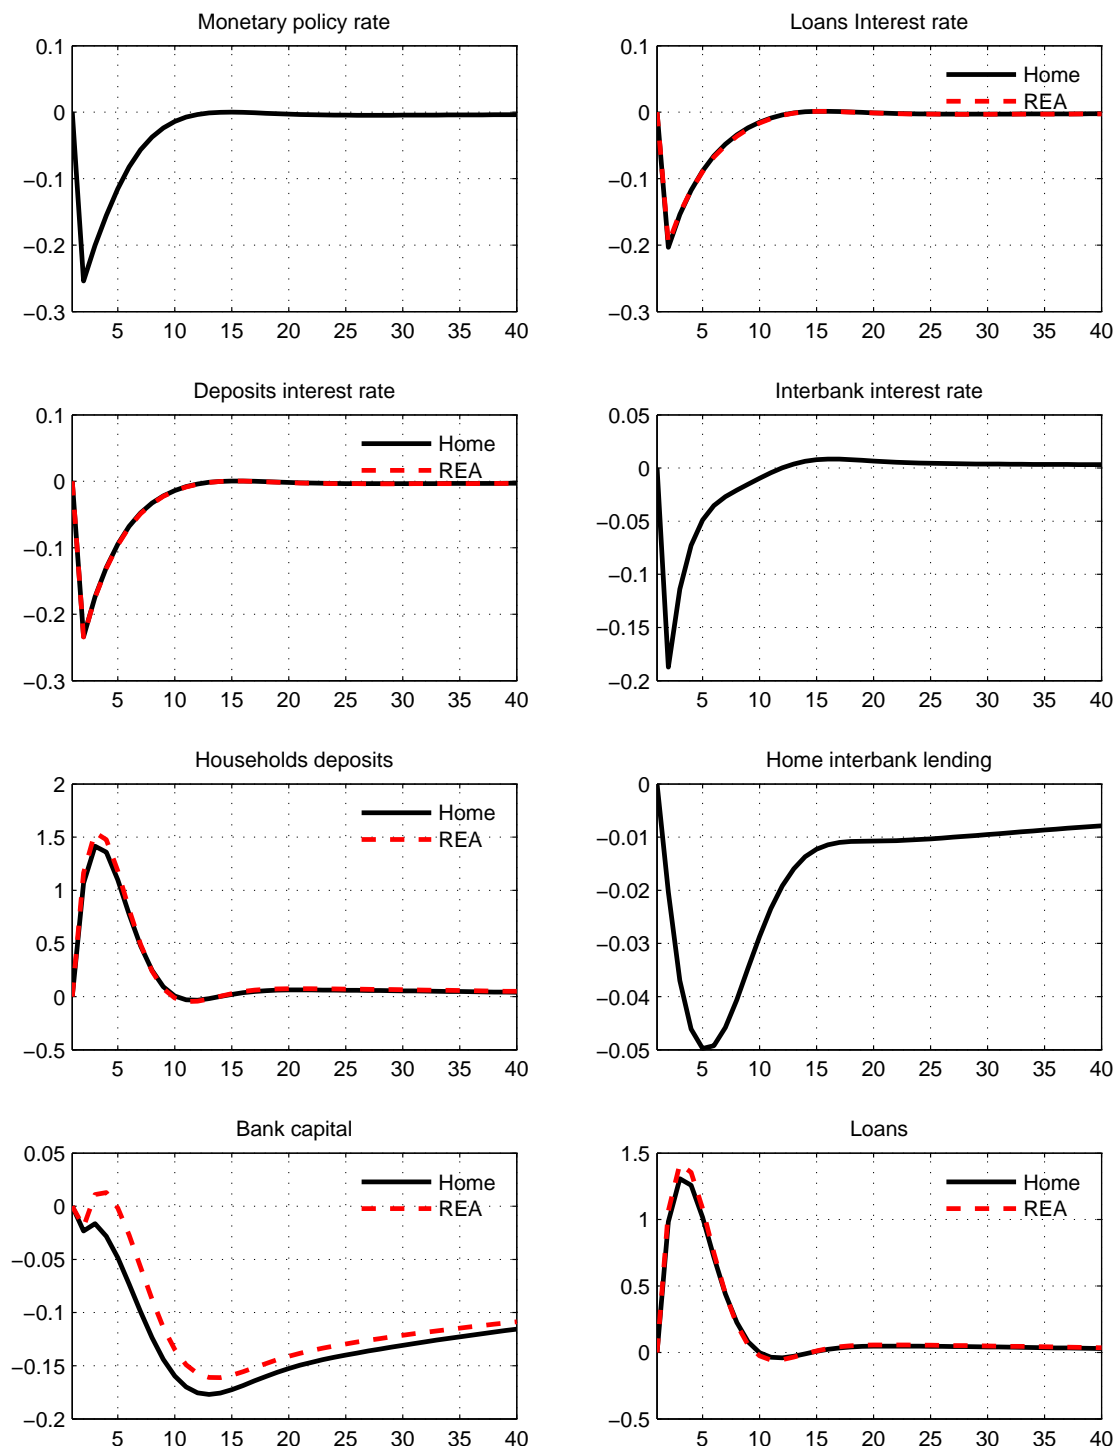 Monetary policy rate
0.1
0
−0.1
−0.2
−0.3
5 10 15 20 25 30 35 40
Loans Interest rate
0.1
0
−0.1
−0.2
−0.3
5 10 15 20 25 30 35 40
Home
REA
Deposits interest rate
0.1
0
−0.1
−0.2
−0.3
5 10 15 20 25 30 35 40
Home
REA
Interbank interest rate
0.05
0
−0.05
−0.1
−0.15
−0.2
5 10 15 20 25 30 35 40
Households deposits
2
1.5
1
0.5
0
−0.5
5 10 15 20 25 30 35 40
Home
REA
Home interbank lending
0
−0.01
−0.02
−0.03
−0.04
−0.05
5 10 15 20 25 30 35 40
Bank capital
0.05
0
−0.05
−0.1
−0.15
−0.2
5 10 15 20 25 30 35 40
Home
REA
Loans
1.5
1
0.5
0
−0.5
5 10 15 20 25 30 35 40
Home
REA